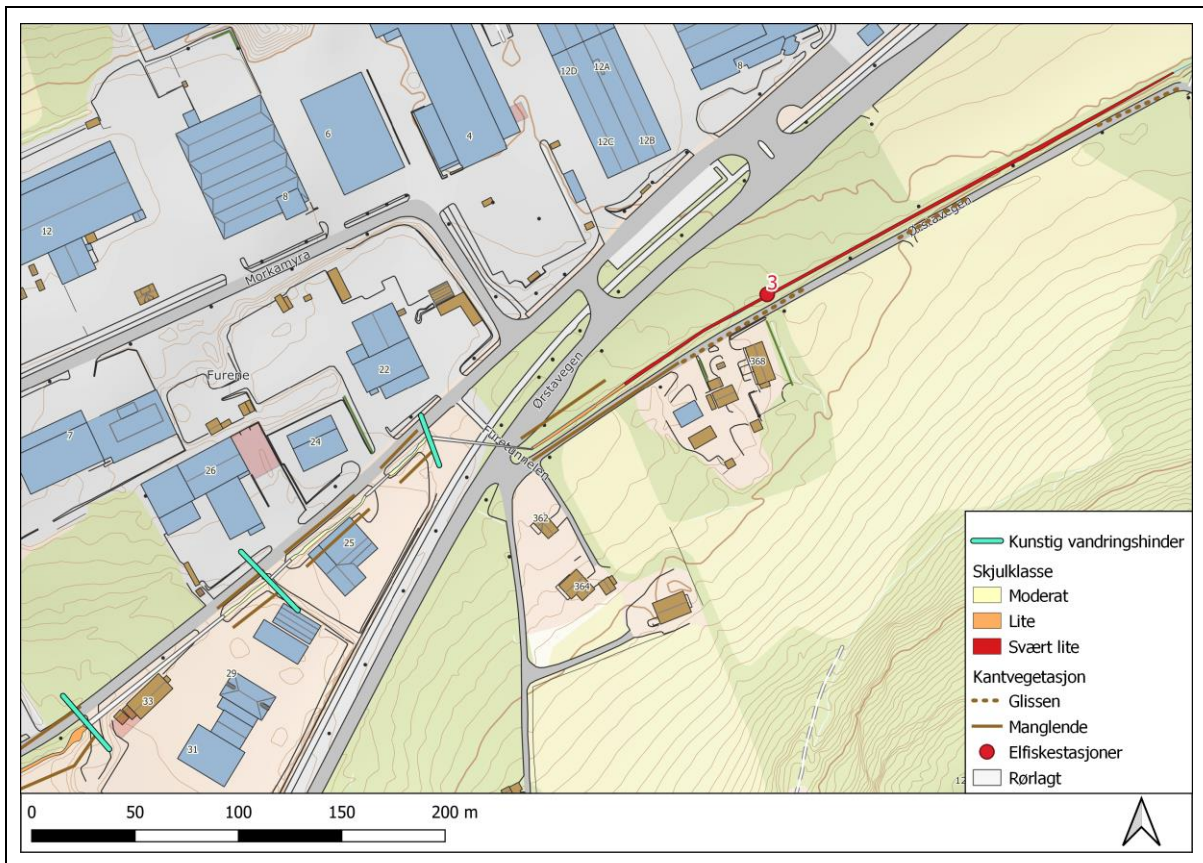 12D
12A
8
12C
12B
6
4
8
12
Morkamyra
Ørstavegen
3
22
Furene
368
Ørstavegen
7
24
Furetunnelen
26
362
25
364
33
29
31
12
Kunstig vandringshinder
Skjulklasse
Moderat
Lite
Svært lite
Kantvegetasjon
Glissen
Manglende
Elfiskestasjoner
Rørlagt
0 50 100 150 200 m